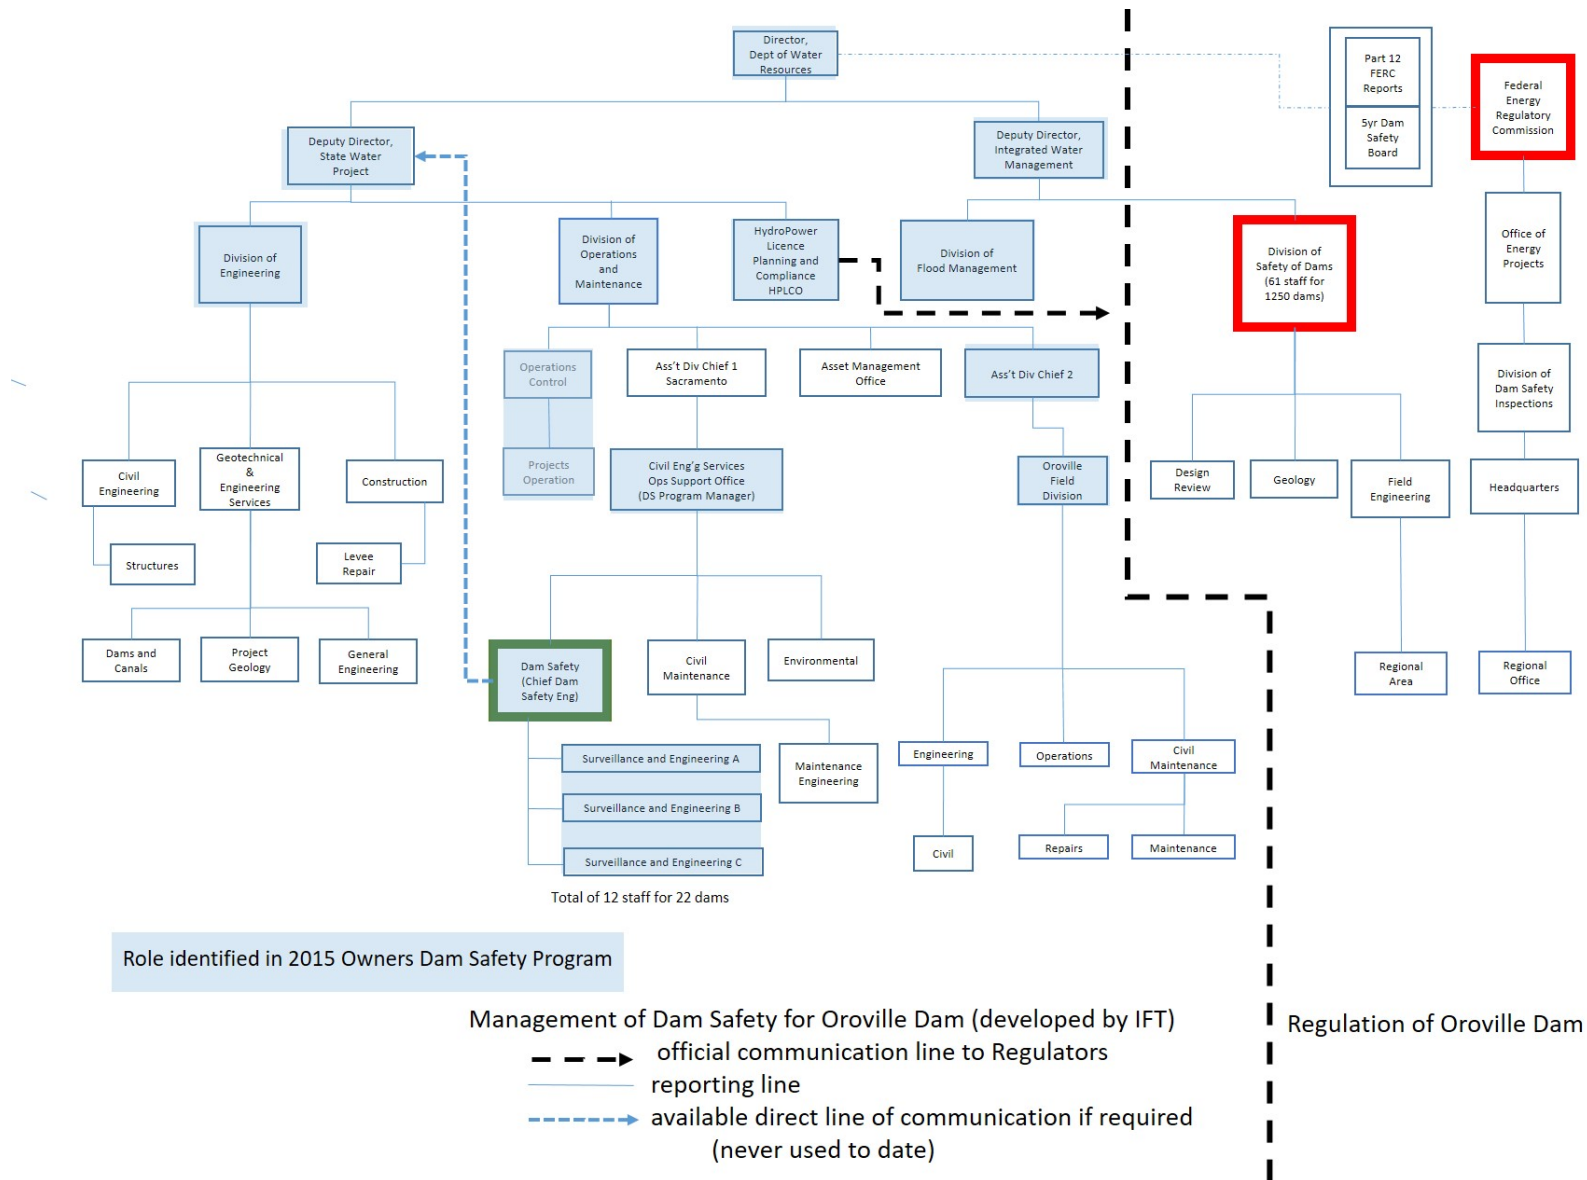 Director,
Dept of Water
Resources
Part 12
FERC
Reports
5yr Dam
Safety
Board
Federal
Energy
Regulatory
Commission
Deputy Director,
State Water
Project
Deputy Director,
Integrated Water
Management
Division of
Engineering
Division of
Operations
and
Maintenance
HydroPower
Licence
Planning and
Compliance
HPLCO
Division of
Flood Management
Division of
Safety of Dams
(61 staff for
1250 dams)
Office of
Energy
Projects
Operations
Control
Ass't Div Chief 1
Sacramento
Asset Management
Office
Ass't Div Chief 2
Division of
Dam Safety
Inspections
Civil
Engineering
Geotechnical
&
Engineering
Services
Construction
Projects
Operation
Civil Eng'g Services
Ops Support Office
(DS Program Manager)
Oroville
Field
Division
Design
Review
Geology
Field
Engineering
Headquarters
Structures
Levee
Repair
Dams and
Canals
Project
Geology
General
Engineering
Dam Safety
(Chief Dam
Safety Eng)
Civil
Maintenance
Environmental
Regional
Area
Regional
Office
Surveillance and Engineering A
Surveillance and Engineering B
Surveillance and Engineering C
Maintenance
Engineering
Engineering
Operations
Civil
Maintenance
Civil
Repairs
Maintenance
Total of 12 staff for 22 dams
Role identified in 2015 Owners Dam Safety Program
Management of Dam Safety for Oroville Dam (developed by IFT)
Regulation of Oroville Dam
official communication line to Regulators
reporting line
available direct line of communication if required
(never used to date)